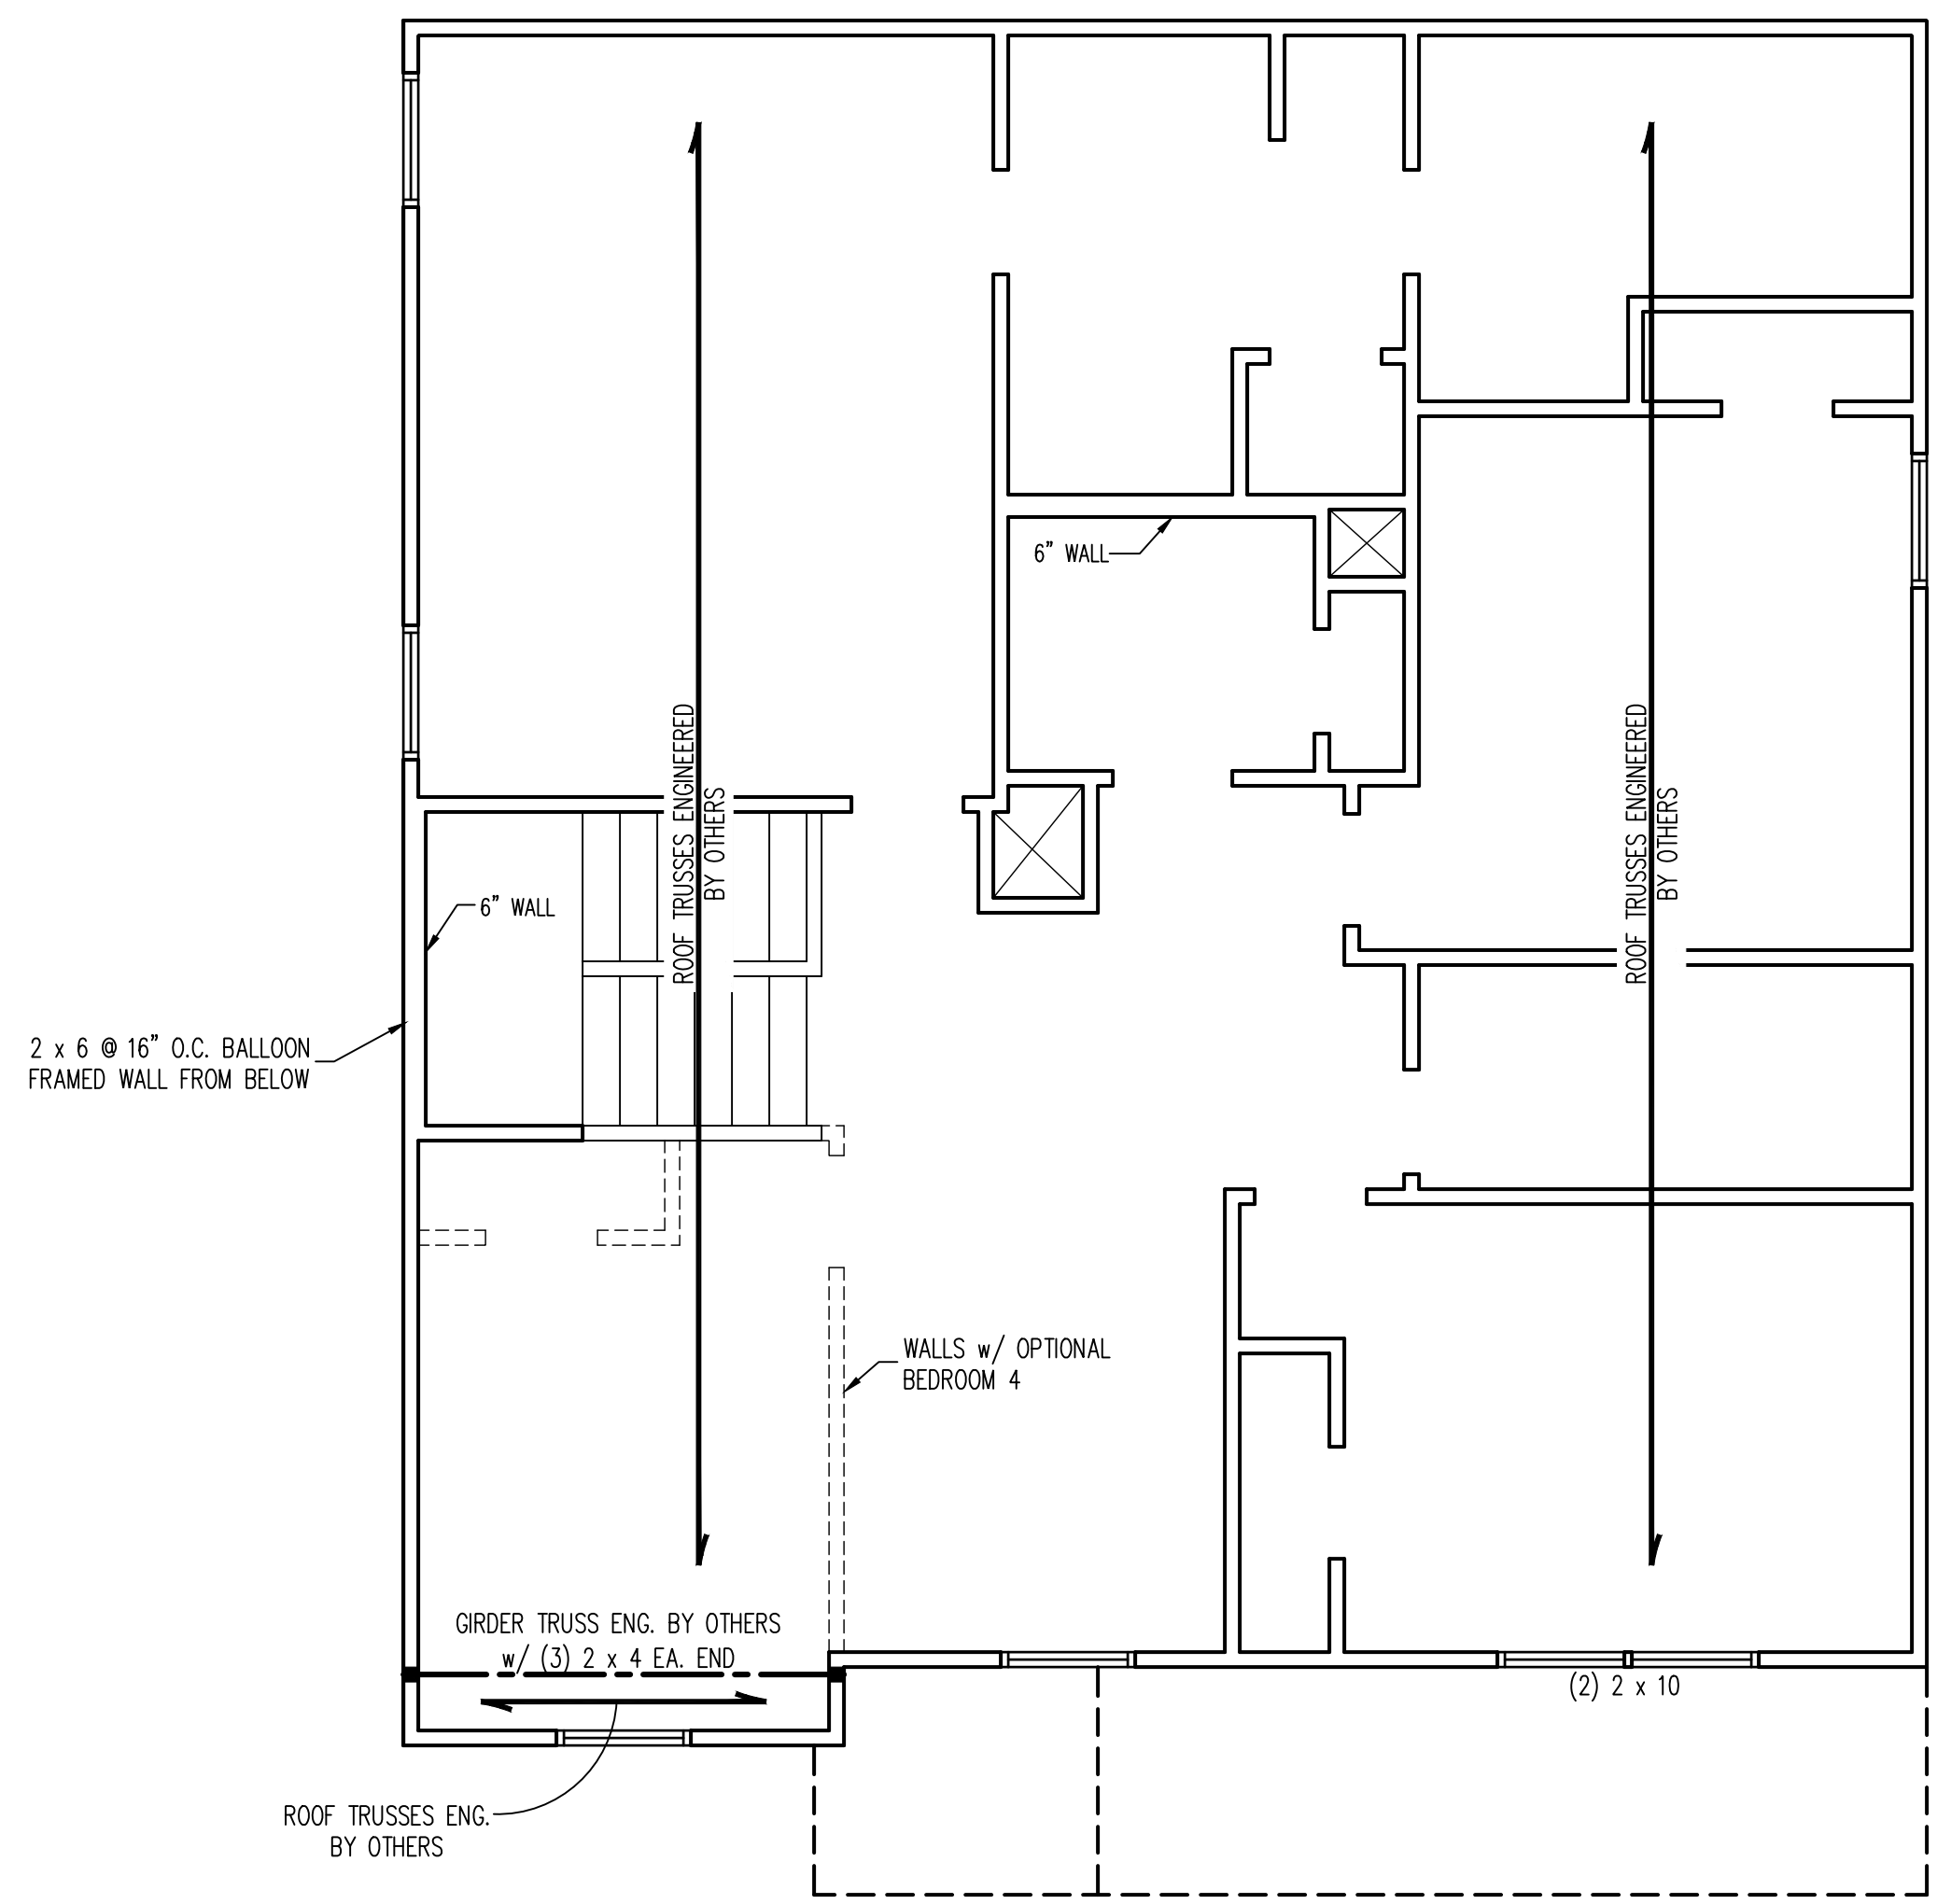 ROOF TRUSSES ENGINEERED
BY OTHERS
ROOF TRUSSES ENGINEERED
BY OTHERS
6" WALL
6" WALL
2 x 6 @ 16" O.C. BALLOON
FRAMED WALL FROM BELOW
WALLS w/ OPTIONAL
BEDROOM 4
GIRDER TRUSS ENG. BY OTHERS
w/ (3) 2 x 4 EA. END
(2) 2 x 10
ROOF TRUSSES ENG.
BY OTHERS